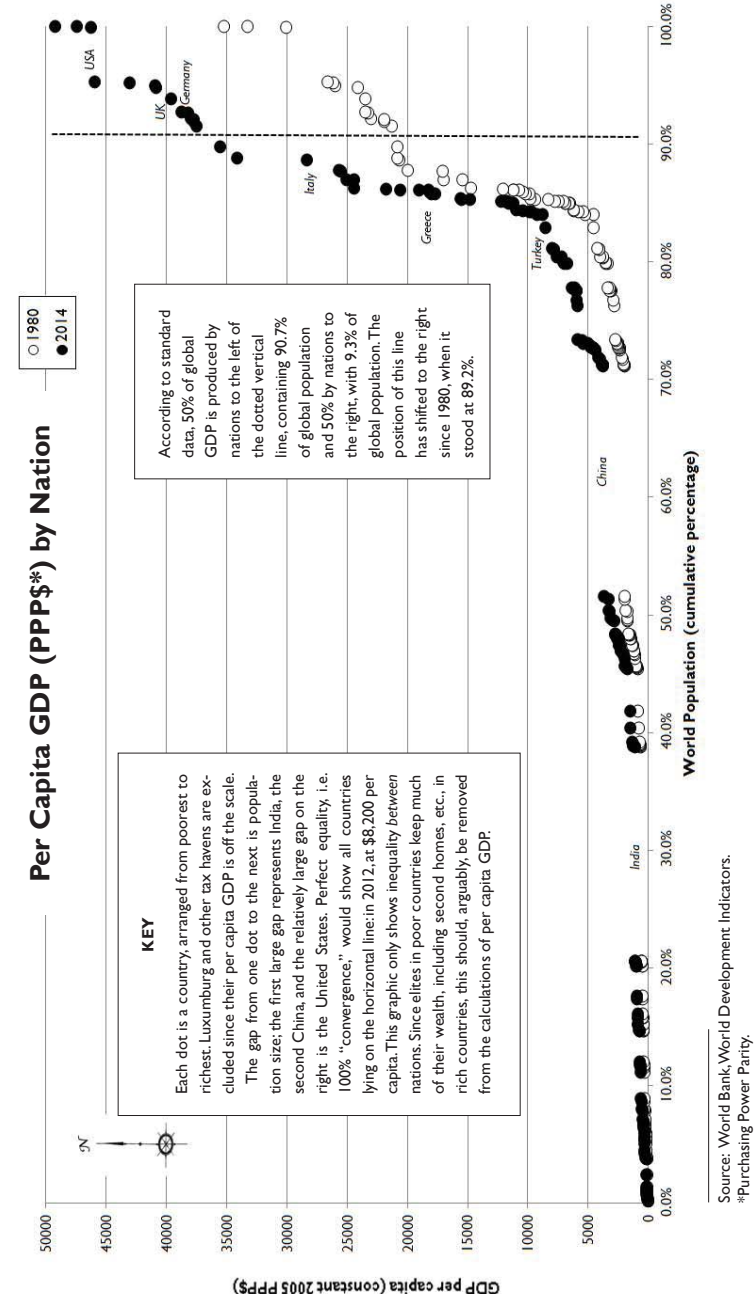 Per Capita GDP (PPP$*) by Nation
1980
2014
N
GDP per capita (constant 2005 PPP$)
50000
45000
40000
35000
30000
25000
20000
15000
10000
5000
0
KEY
Each dot is a country, arranged from poorest to
richest. Luxumburg and other tax havens are ex-
cluded since their per capita GDP is off the scale.
The gap from one dot to the next is popula-
tion size; the first large gap represents India, the
second China, and the relatively large gap on the
right is the United States. Perfect equality, i.e.
100% “convergence,” would show all countries
lying on the horizontal line: in 2012, at $8,200 per
capita. This graphic only shows inequality between
nations. Since elites in poor countries keep much
of their wealth, including second homes, etc., in
rich countries, this should, arguably, be removed
from the calculations of per capita GDP.
According to standard
data, 50% of global
GDP is produced by
nations to the left of
the dotted vertical
line, containing 90.7%
of global population
and 50% by nations to
the right, with 9.3% of
global population. The
position of this line
has shifted to the right
since 1980, when it
stood at 89.2%.
USA
UK
Germany
Italy
Greece
Turkey
China
India
0.0%
10.0%
20.0%
30.0%
40.0%
50.0%
60.0%
70.0%
80.0%
90.0%
100.0%
World Population (cumulative percentage)
Source: World Bank, World Development Indicators.
*Purchasing Power Parity.